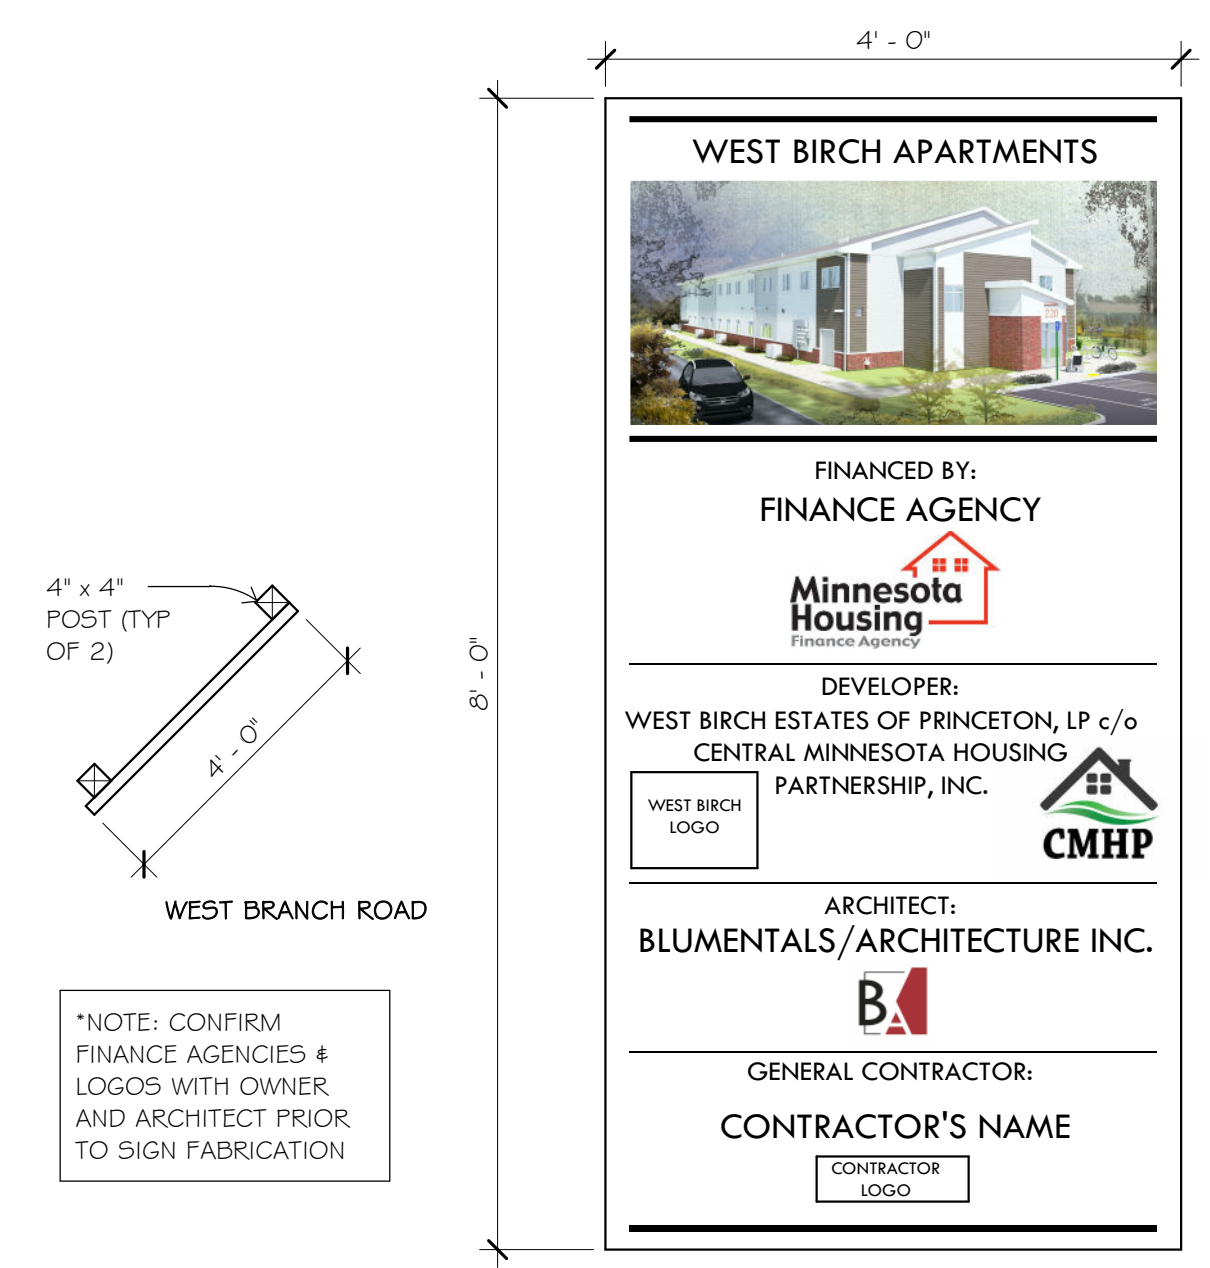 4' - 0"
WEST BIRCH APARTMENTS
220
FINANCED BY:
FINANCE AGENCY
Minnesota
Housing
Finance Agency
8' - 0"
4" x 4"
POST (TYP
OF 2)
4' - 0"
WEST BRANCH ROAD
DEVELOPER:
WEST BIRCH ESTATES OF PRINCETON, LP c/o
CENTRAL MINNESOTA HOUSING
PARTNERSHIP, INC.
WEST BIRCH
LOGO
CMHP
ARCHITECT:
BLUMENTALS/ARCHITECTURE INC.
BA
*NOTE: CONFIRM
FINANCE AGENCIES &
LOGOS WITH OWNER
AND ARCHITECT PRIOR
TO SIGN FABRICATION
GENERAL CONTRACTOR:
CONTRACTOR'S NAME
CONTRACTOR
LOGO